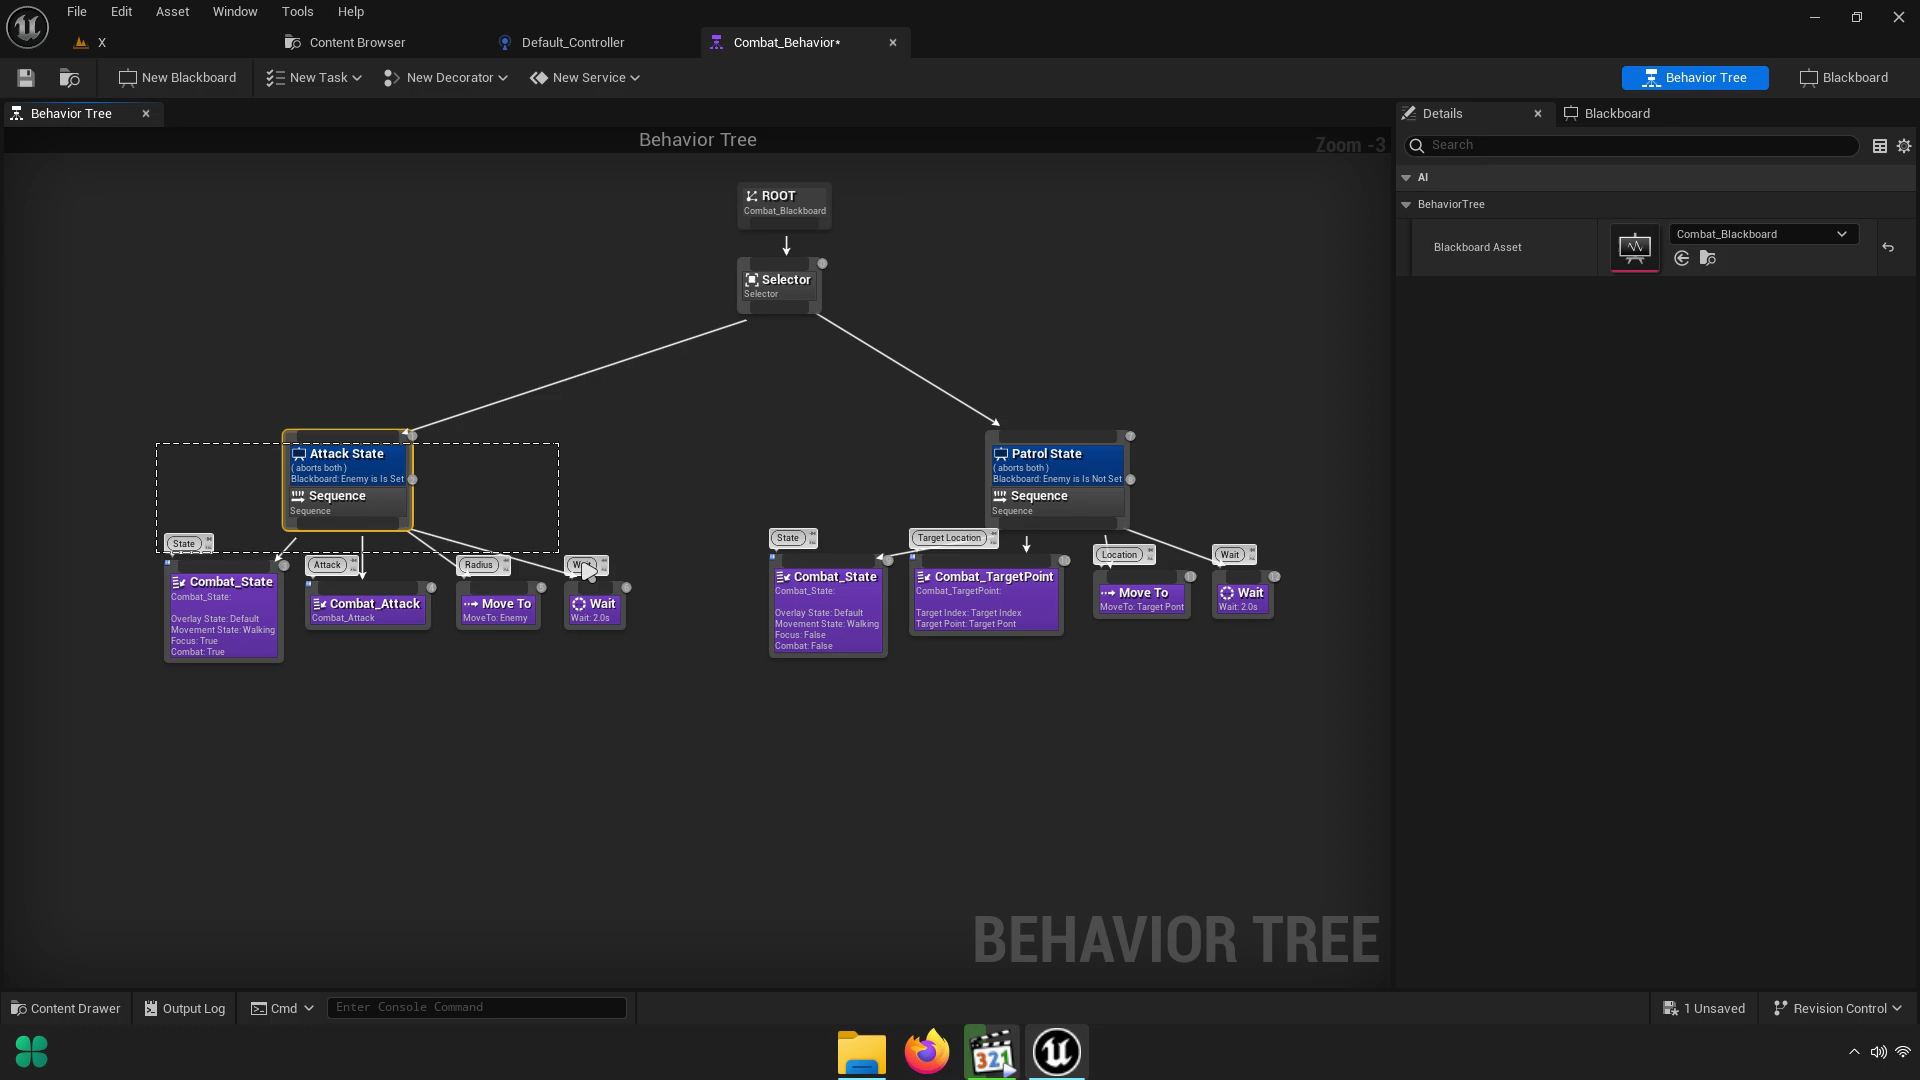 File Edit Asset Window Tools Help
X Content Browser Default_Controller Combat_Behavior*
New Blackboard New Task New Decorator New Service Behavior Tree Blackboard
Behavior Tree
Details Blackboard
Behavior Tree
Zoom -3
Search
AI
BehaviorTree
Blackboard Asset
Combat_Blackboard
ROOT
Combat_Blackboard
Selector
Selector
Attack State
( aborts both )
Blackboard: Enemy is Is Set
Sequence
Sequence
Patrol State
( aborts both )
Blackboard: Enemy is Is Not Set
Sequence
Sequence
State
Combat_State
Combat_State:
Overlay State: Default
Movement State: Walking
Focus: True
Combat: True
Attack
Combat_Attack
Combat_Attack
Radius
Move To
MoveTo: Enemy
Wait
Wait: 2.0s
State
Combat_State
Combat_State:
Overlay State: Default
Movement State: Walking
Focus: False
Combat: False
Target Location
Combat_TargetPoint
Combat_TargetPoint:
Target Index: Target Index
Target Point: Target Pont
Location
Move To
MoveTo: Target Pont
Wait
Wait
Wait: 2.0s
BEHAVIOR TREE
Content Drawer Output Log Cmd Enter Console Command 1 Unsaved Revision Control
321